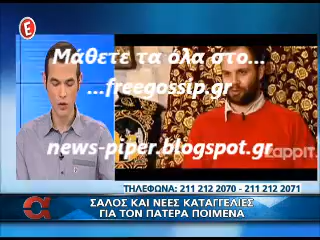 E
Μάθετε τα όλα στο...
...freegossip.gr
news-piper.blogspot.gr
zappit
ΤΗΛΕΦΩΝΑ: 211 212 2070 - 211 212 2071
α
ΣΑΛΟΣ ΚΑΙ ΝΕΕΣ ΚΑΤΑΓΓΕΛΙΕΣ
ΓΙΑ ΤΟΝ ΠΑΤΕΡΑ ΠΟΙΜΕΝΑ